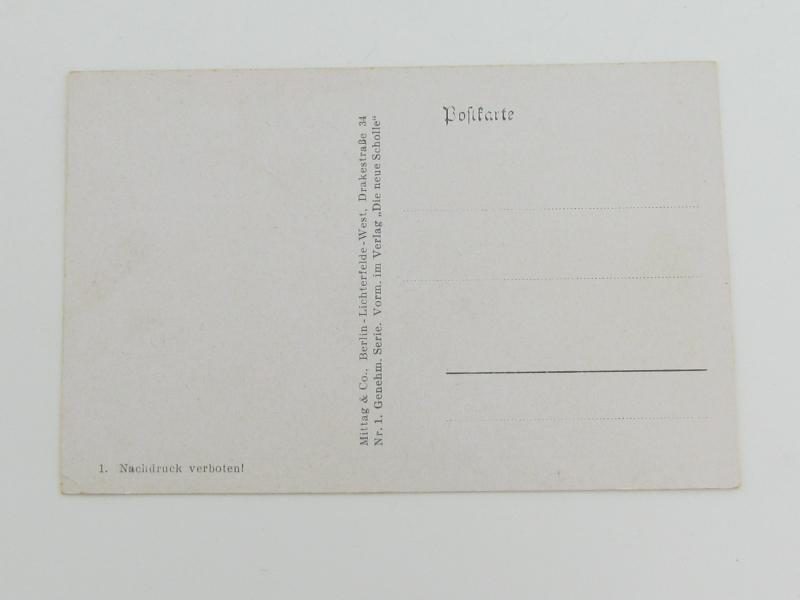 Poſtkarte
Mittag & Co., Berlin-Lichterfelde-West, Drakestraße 34
Nr. 1. Genehm. Serie. Vorm. im Verlag „Die neue Scholle“
1. Nachdruck verboten!